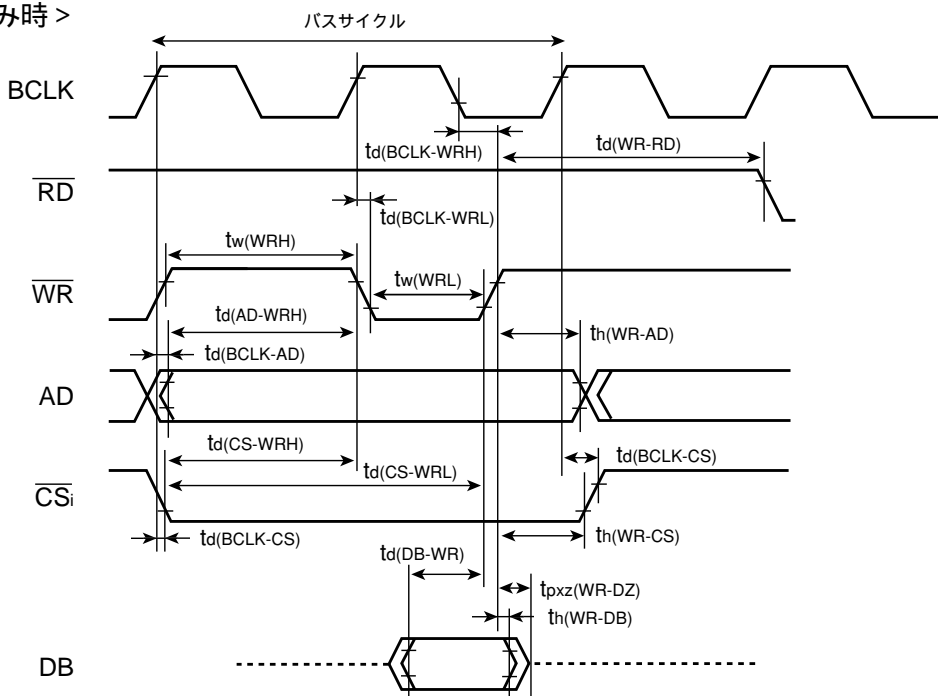 み時 >
バスサイクル
BCLK
td(BCLK-WRH)
td(WR-RD)
RD
td(BCLK-WRL)
tw(WRH)
tw(WRL)
WR
td(AD-WRH)
th(WR-AD)
td(BCLK-AD)
AD
td(CS-WRH)
td(BCLK-CS)
td(CS-WRL)
CSi
td(BCLK-CS)
th(WR-CS)
td(DB-WR)
tpxz(WR-DZ)
th(WR-DB)
DB